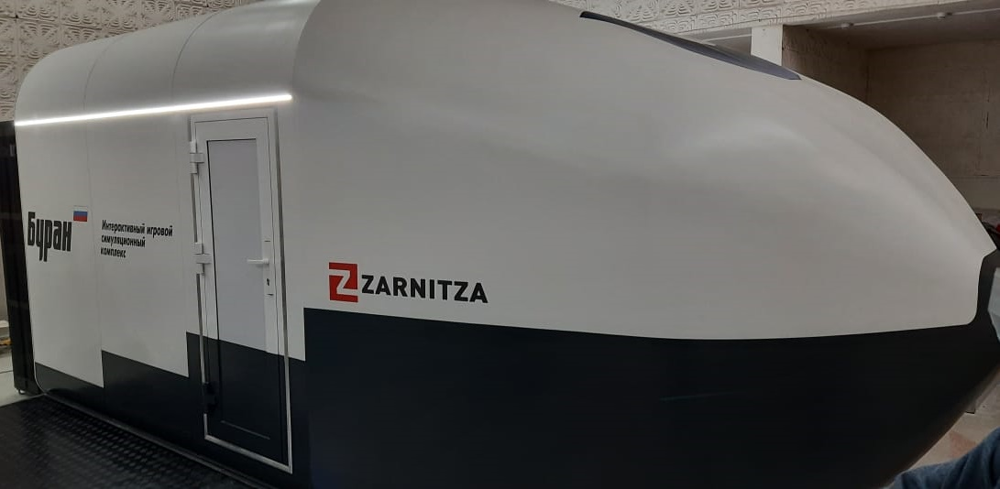 Буран
Интерактивный игровой
симуляционный
комплекс
Z ZARNITZA